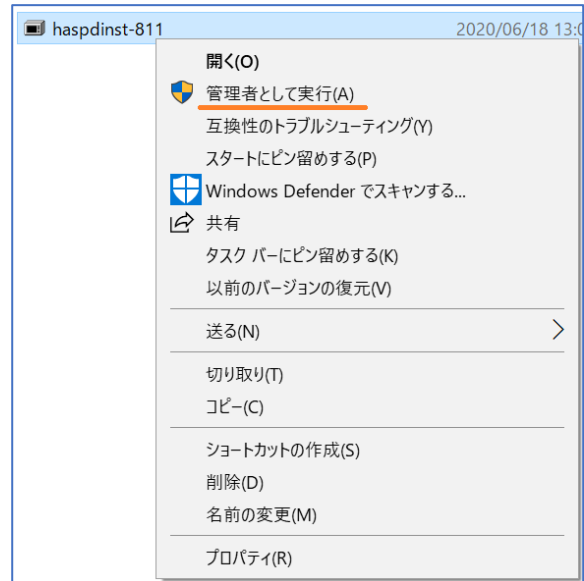 haspdinst-811 2020/06/18 13:
開く(O)
管理者として実行(A)
互換性のトラブルシューティング(Y)
スタートにピン留めする(P)
Windows Defender でスキャンする...
共有
タスク バーにピン留めする(K)
以前のバージョンの復元(V)
送る(N)
切り取り(T)
コピー(C)
ショートカットの作成(S)
削除(D)
名前の変更(M)
プロパティ(R)